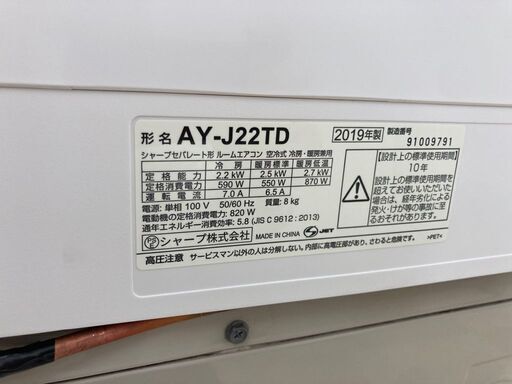 形名 AY-J22TD 2019年製 製造番号 91009791
シャープセパレート形 ルームエアコン 空冷式 冷房・暖房兼用
冷房 暖房標準 暖房低温
定格能力 2.2 kW 2.5 kW 2.7 kW
定格消費電力 590 W 550 W 870 W
運転電流 7.0 A 6.5 A
電源: 単相 100 V 50/60 Hz 質量: 8 kg
電動機の定格消費電力: 820 W
通年エネルギー消費効率: 5.8 (JIS C 9612 : 2013)
PSE シャープ株式会社 MADE IN CHINA S-JET
高圧注意 サービスマン以外の人は分解しない。内部に高電圧部があり、さわると危険です。
【設計上の標準使用期間】
10年
設計上の標準使用期間を
超えてお使いいただいた
場合は、経年劣化による
発火・けが等の事故に至
るおそれがあります。
>PET<